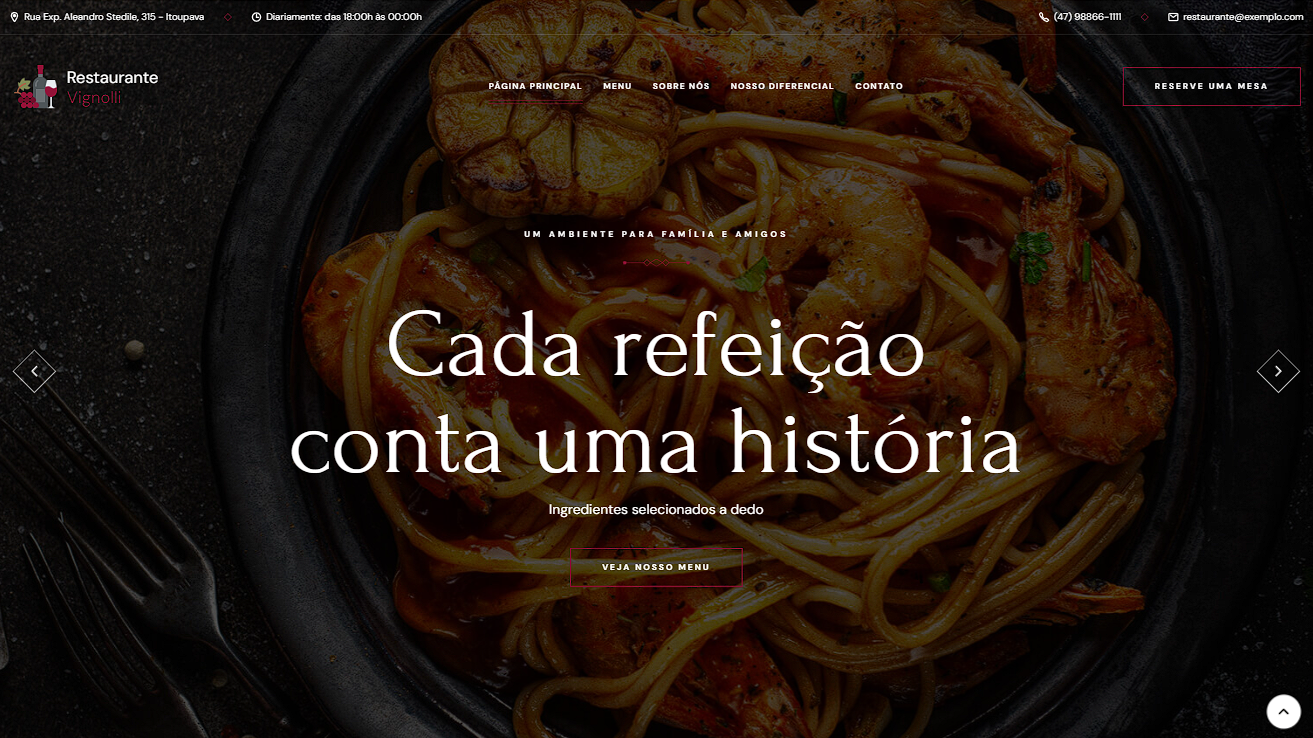 Rua Exp. Aleandro Stedile, 315 - Itoupava
Diariamente: das 18:00h às 00:00h
(47) 98866-1111
restaurante@exemplo.com
Restaurante
Vignolli
PÁGINA PRINCIPAL
MENU
SOBRE NÓS
NOSSO DIFERENCIAL
CONTATO
RESERVE UMA MESA
UM AMBIENTE PARA FAMÍLIA E AMIGOS
Cada refeição
conta uma história
Ingredientes selecionados a dedo
VEJA NOSSO MENU